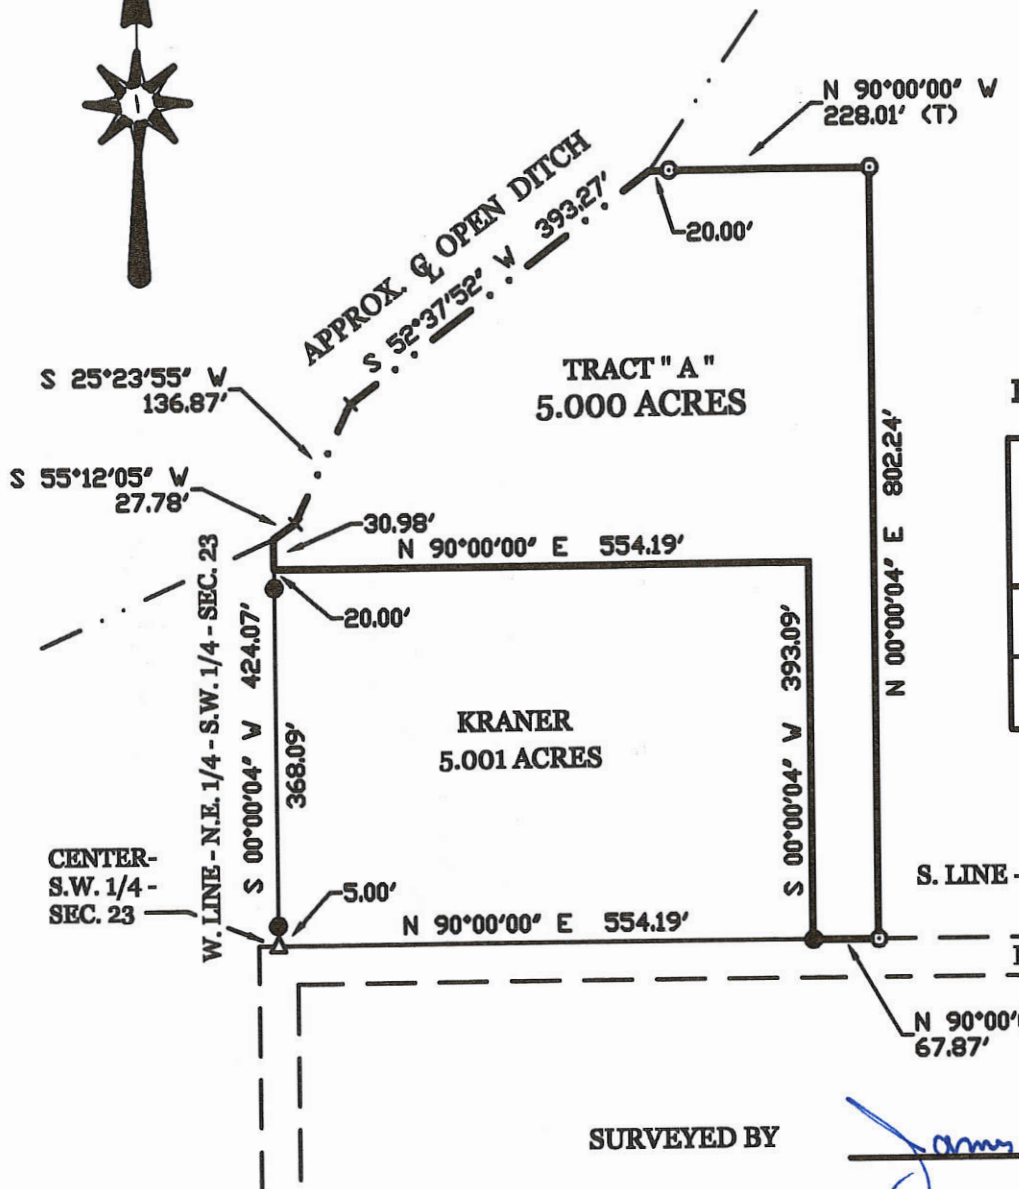 N 90°00'00" W
228.01' (T)
APPROX. ℄ OPEN DITCH
S 52°37'52" W 393.27'
20.00'
S 25°23'55" W
136.87'
TRACT "A"
5.000 ACRES
S 55°12'05" W
27.78'
30.98'
N 90°00'00" E 554.19'
20.00'
W. LINE - N.E. 1/4 - S.W. 1/4 - SEC. 23
S 00°00'04" W 424.07'
368.09'
KRANER
5.001 ACRES
S 00°00'04" W 393.09'
N 00°00'04" E 802.24'
CENTER-
S.W. 1/4 -
SEC. 23
5.00'
N 90°00'00" E 554.19'
S. LINE -
N 90°00'
67.87'
SURVEYED BY